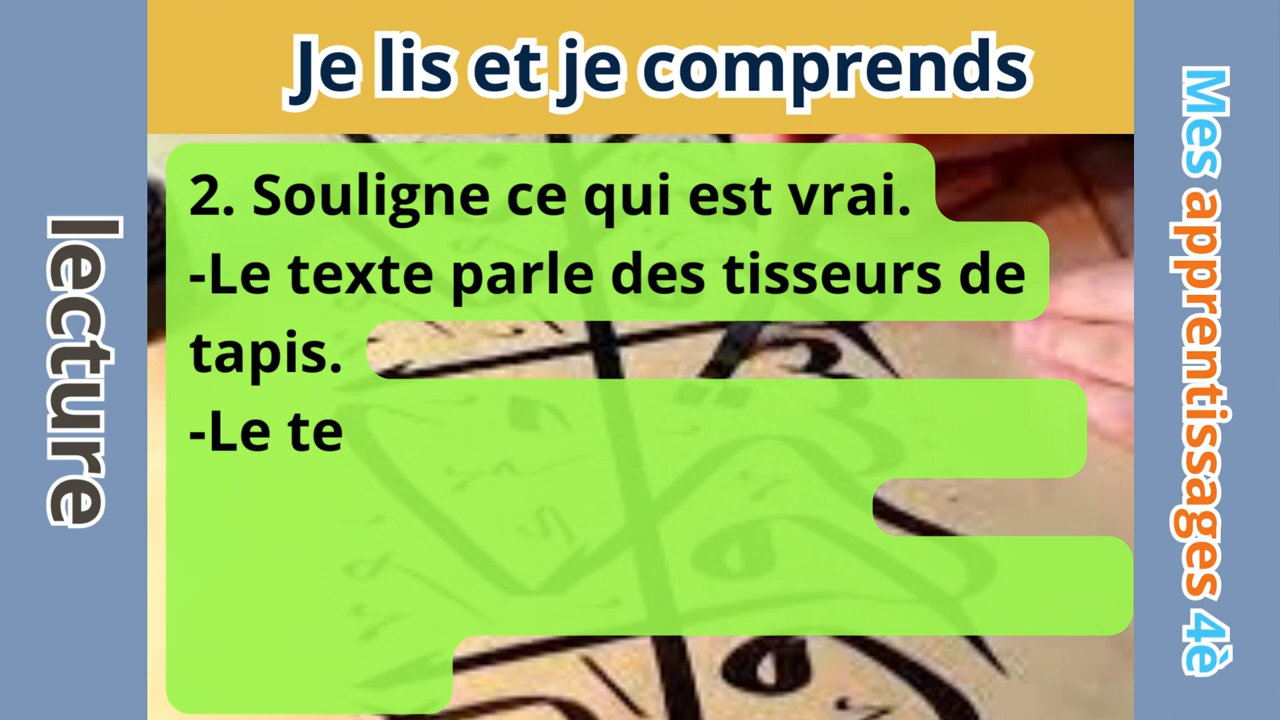 Je lis et je comprends
lecture
2. Souligne ce qui est vrai.
-Le texte parle des tisseurs de
tapis.
-Le te
Mes apprentissages 4è